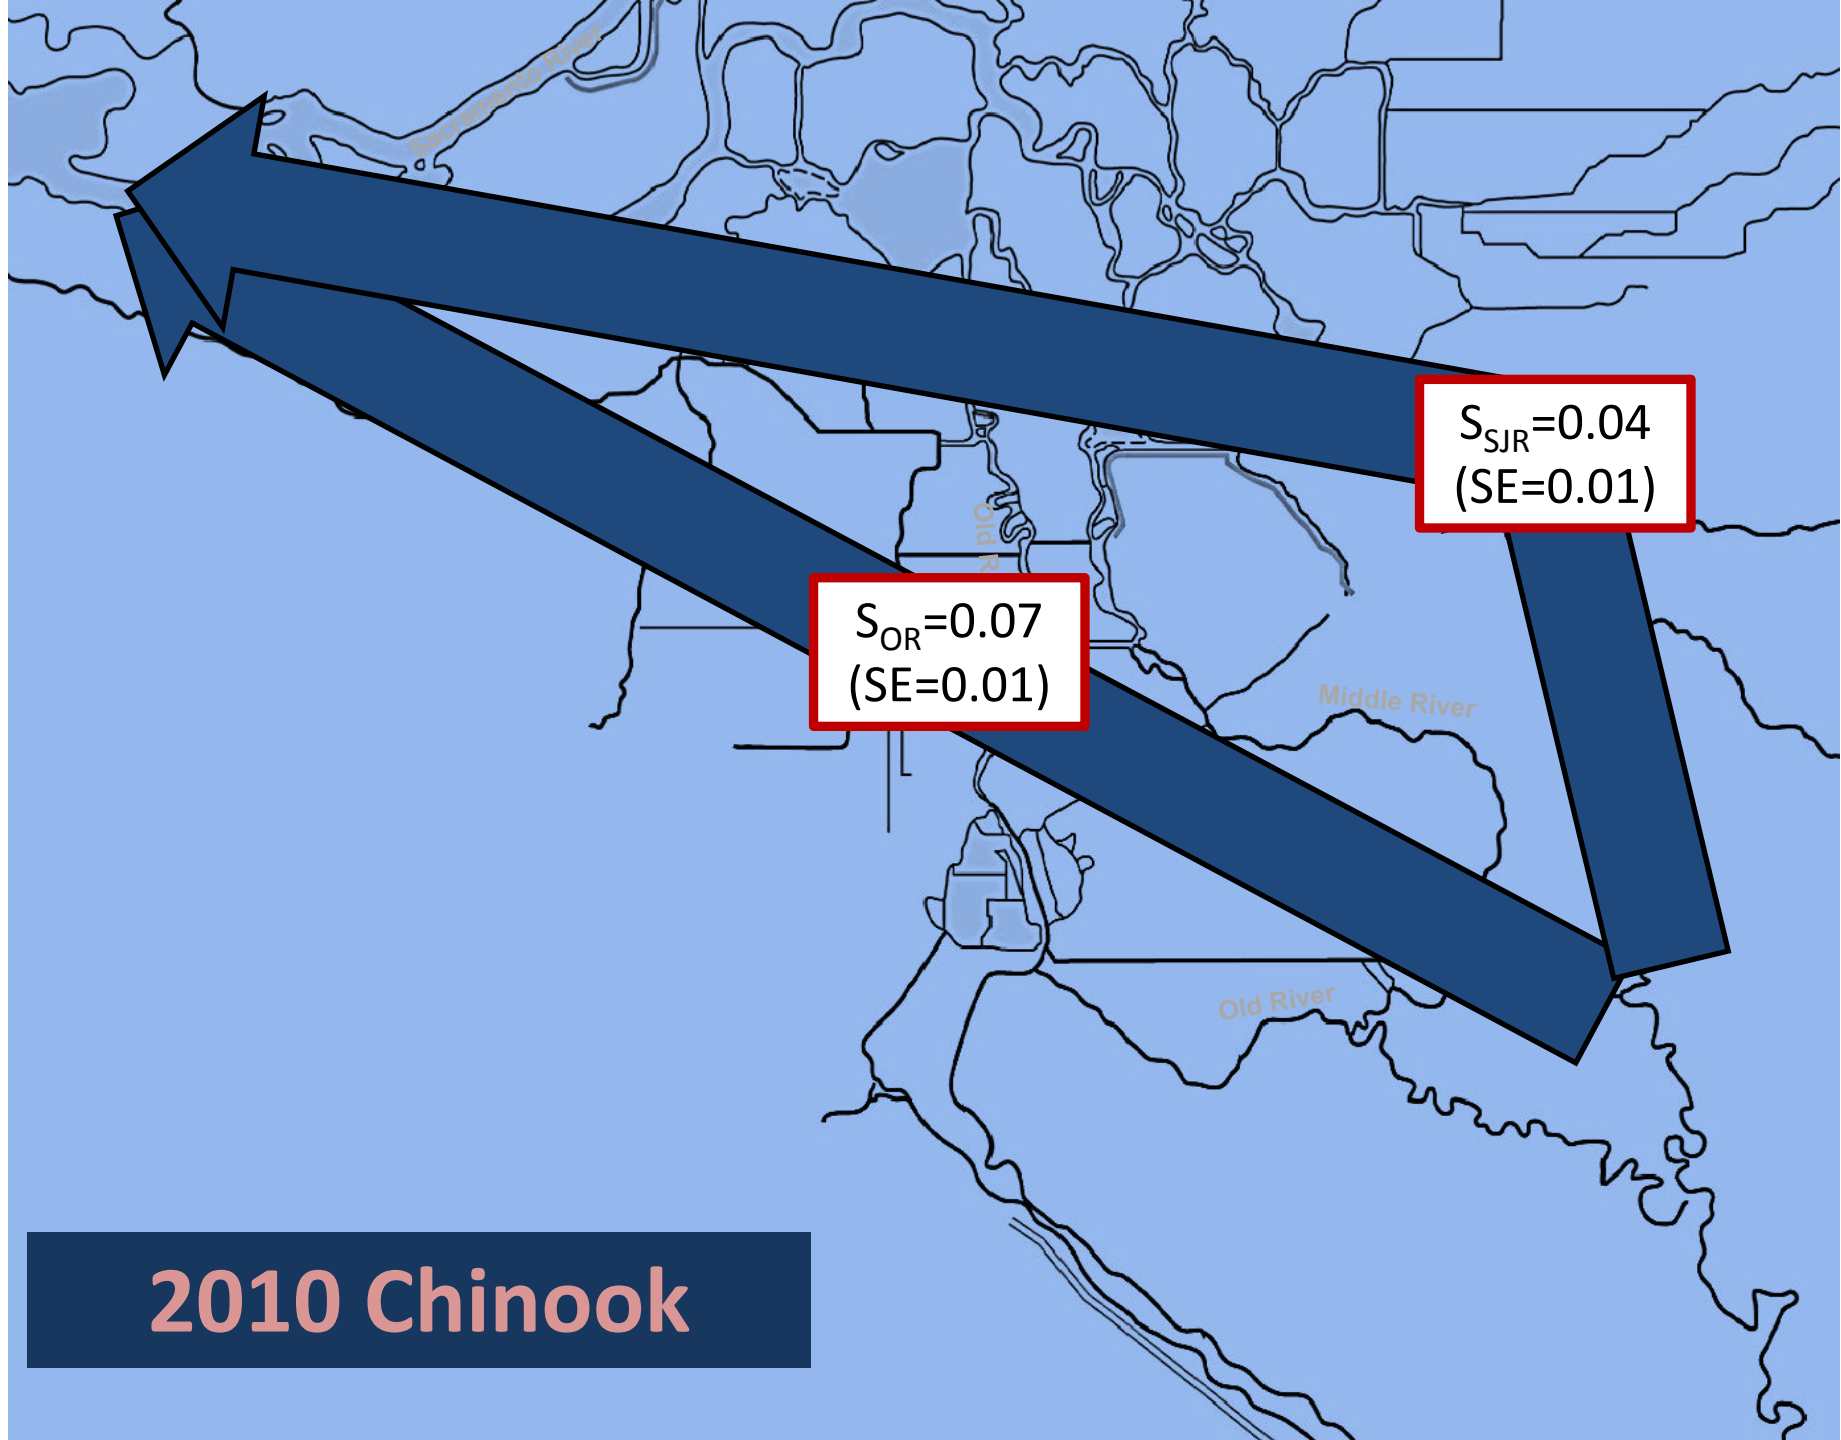 Sacramento River
S_SJR=0.04
(SE=0.01)
Old R
S_OR=0.07
(SE=0.01)
Middle River
Old River
2010 Chinook